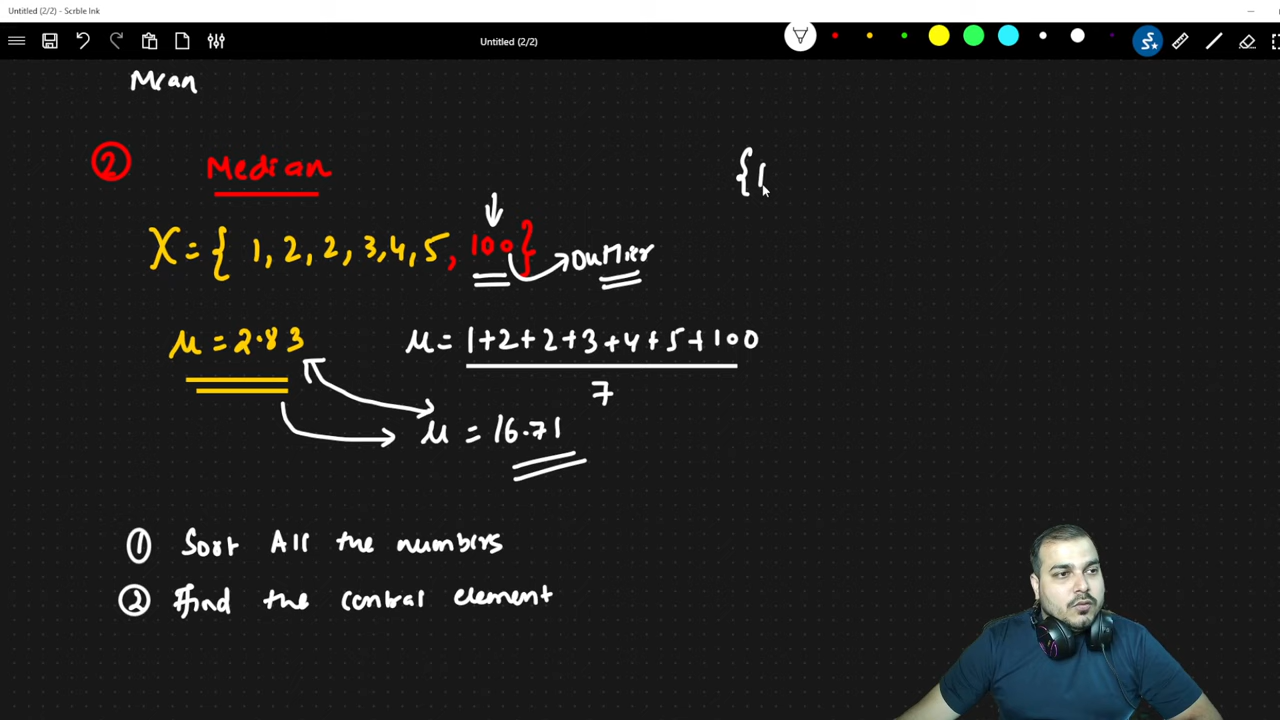 Untitled (2/2) - Scrble Ink
Untitled (2/2)
Mean
② Median
{1
X = { 1, 2, 2, 3, 4, 5, 100}
Outlier
μ = 2.83
μ = 1+2+2+3+4+5+100
7
μ = 16.71
① Sort All the numbers
② Find the central element